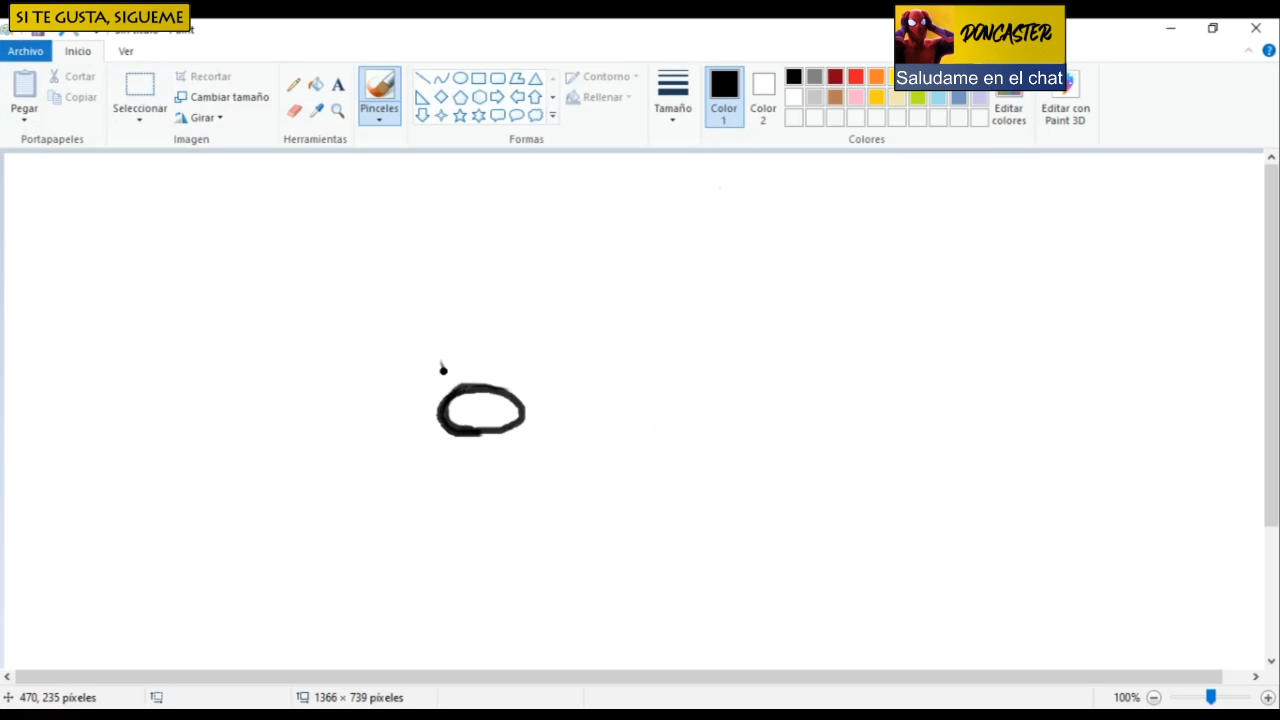 SI TE GUSTA, SIGUEME
DONCASTER
Saludame en el chat
Archivo
Inicio
Ver
Pegar
Cortar
Copiar
Portapapeles
Seleccionar
Recortar
Cambiar tamaño
Girar
Imagen
Herramientas
Pinceles
Formas
Contorno
Rellenar
Tamaño
Color
1
Color
2
Editar
colores
Editar con
Paint 3D
Colores
470, 235 píxeles
1366 × 739 píxeles
100%